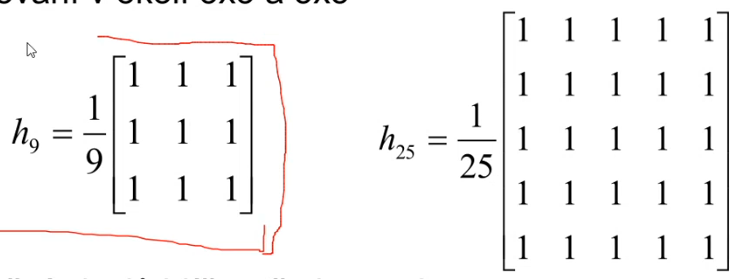 h₉ = 1/9 [1 1 1; 1 1 1; 1 1 1]
h₂₅ = 1/25 [1 1 1 1 1; 1 1 1 1 1; 1 1 1 1 1; 1 1 1 1 1; 1 1 1 1 1]